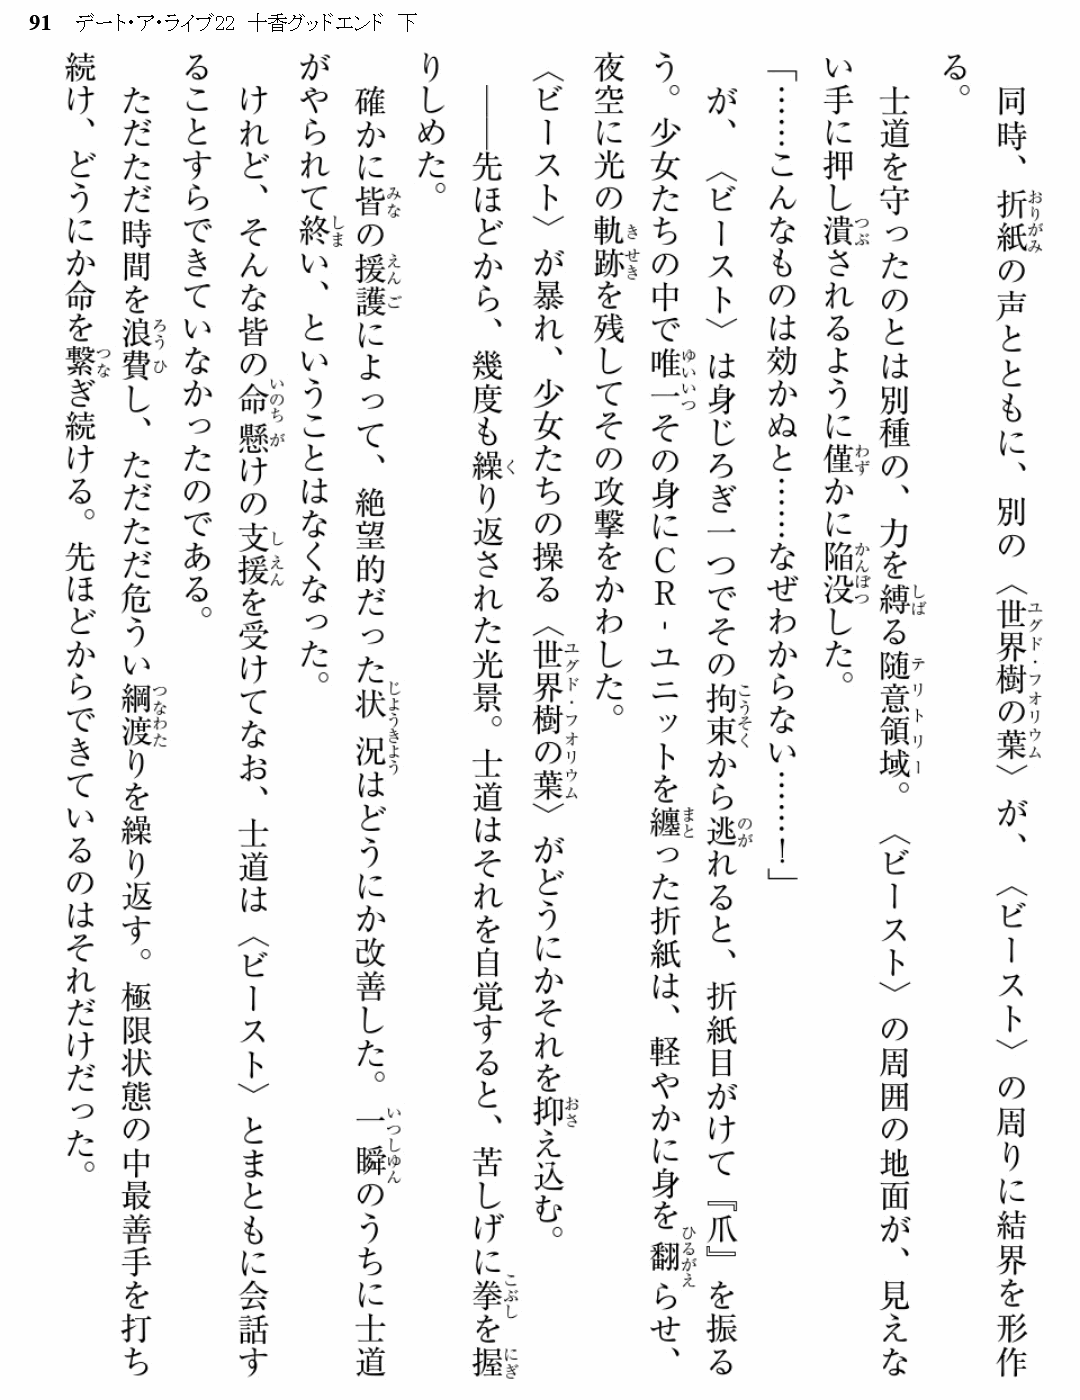 91 デート・ア・ライブ22 十香グッドエンド 下
同時、折紙の声とともに、別の〈世界樹の葉〉が、〈ビースト〉の周りに結界を形作
る。
士道を守ったのとは別種の、力を縛る随意領域。〈ビースト〉の周囲の地面が、見えな
い手に押し潰されるように僅かに陥没した。
「……こんなものは効かぬと……なぜわからない……！」
が、〈ビースト〉は身じろぎ一つでその拘束から逃れると、折紙目がけて『爪』を振る
う。少女たちの中で唯一その身にCR-ユニットを纏った折紙は、軽やかに身を翻らせ、
夜空に光の軌跡を残してその攻撃をかわした。
〈ビースト〉が暴れ、少女たちの操る〈世界樹の葉〉がどうにかそれを抑え込む。
――先ほどから、幾度も繰り返された光景。士道はそれを自覚すると、苦しげに拳を握
りしめた。
確かに皆の援護によって、絶望的だった状況はどうにか改善した。一瞬のうちに士道
がやられて終い、ということはなくなった。
けれど、そんな皆の命懸けの支援を受けてなお、士道は〈ビースト〉とまともに会話す
ることすらできていなかったのである。
ただただ時間を浪費し、ただただ危うい綱渡りを繰り返す。極限状態の中最善手を打ち
続け、どうにか命を繋ぎ続ける。先ほどからできているのはそれだけだった。